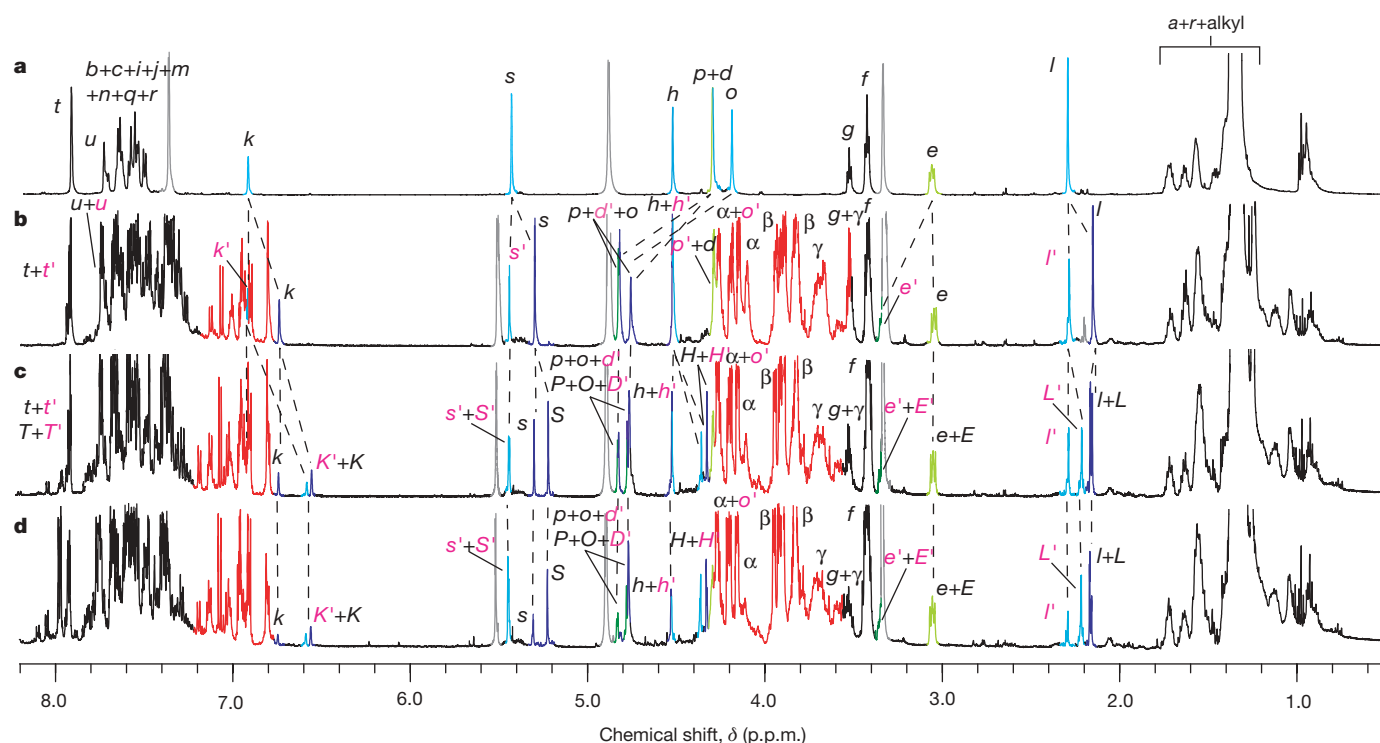 a+r+alkyl
a
b+c+i+j+m
+n+q+r
t
u
k
s
h
p+d
o
g
f
e
l
b
u+u
t+t'
k'
k
s'
s
p+d'+o
h+h'
p'+d
α+o'
α
β
β
γ
g+γ
f
e'
e
l'
l
c
t+t'
T+T'
k
K'+K
s'+S'
s
S
p+o+d'
P+O+D'
h+h'
H+H'
α+o'
α
β
β
γ
g+γ
f
e'+E'
e+E
l'
L'
l+L
d
k
K'+K
s'+S'
s
S
p+o+d'
P+O+D'
h+h'
H+H'
α+o'
α
β
β
γ
g+γ
f
e'+E'
e+E
l'
L'
l+L
8.0 7.0 6.0 5.0 4.0 3.0 2.0 1.0
Chemical shift, δ (p.p.m.)